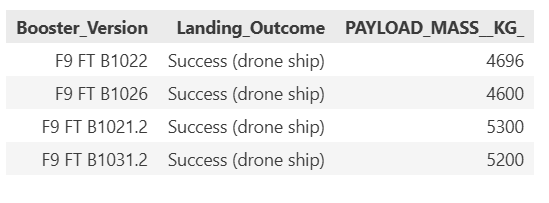 Booster_Version Landing_Outcome PAYLOAD_MASS__KG_
F9 FT B1022 Success (drone ship) 4696
F9 FT B1026 Success (drone ship) 4600
F9 FT B1021.2 Success (drone ship) 5300
F9 FT B1031.2 Success (drone ship) 5200